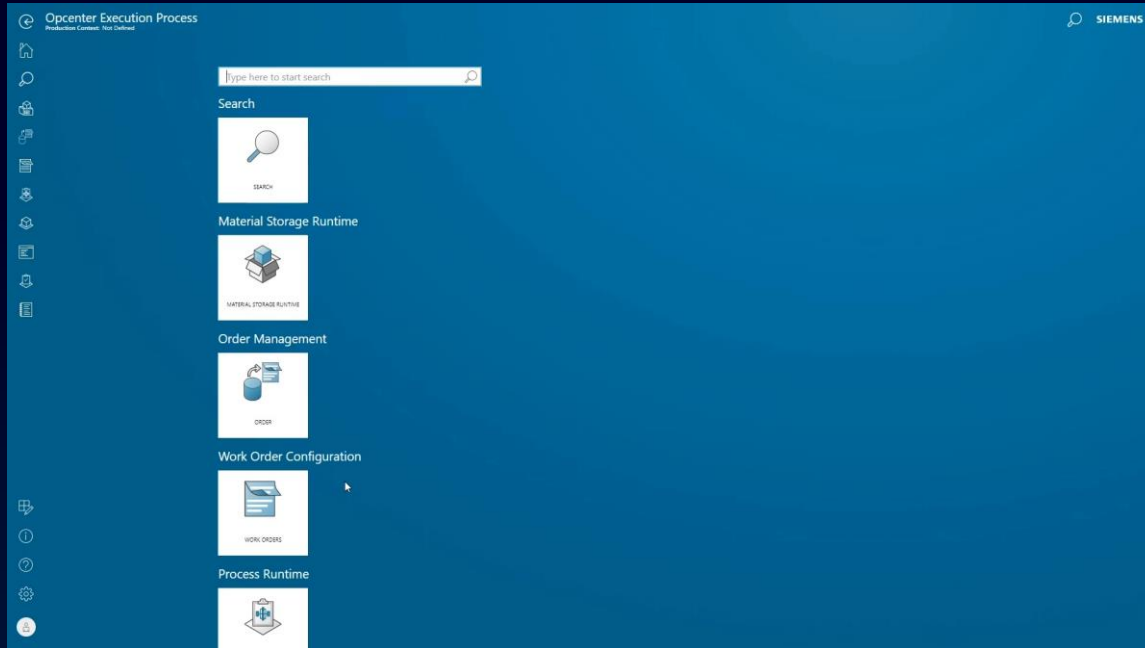 Opcenter Execution Process
Production Context: Not Defined
SIEMENS
Type here to start search
Search
SEARCH
Material Storage Runtime
MATERIAL STORAGE RUNTIME
Order Management
ORDER
Work Order Configuration
WORK ORDERS
Process Runtime